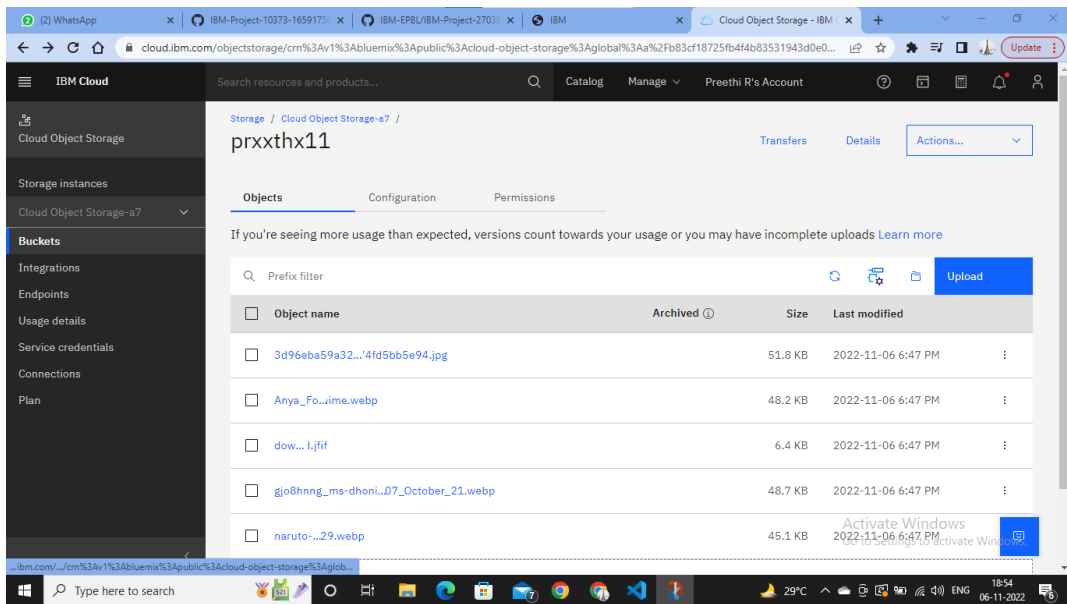 (2) WhatsApp
IBM-Project-10373-1659175
IBM-EPBL/IBM-Project-2703
IBM
Cloud Object Storage - IBM
cloud.ibm.com/objectstorage/crn%3Av1%3Abluemix%3Apublic%3Acloud-object-storage%3Aglobal%3Aa%2Fb83cf18725fb4f4b83531943d0e0...
Update
IBM Cloud
Search resources and products...
Catalog
Manage
Preethi R's Account
Cloud Object Storage
Storage instances
Cloud Object Storage-a7
Buckets
Integrations
Endpoints
Usage details
Service credentials
Connections
Plan
Storage / Cloud Object Storage-a7 /
prxxthx11
Transfers
Details
Actions...
Objects
Configuration
Permissions
If you're seeing more usage than expected, versions count towards your usage or you may have incomplete uploads Learn more
Prefix filter
Upload
Object name Archived Size Last modified
3d96eba59a32...'4fd5bb5e94.jpg 51.8 KB 2022-11-06 6:47 PM
Anya_Fo...ime.webp 48.2 KB 2022-11-06 6:47 PM
dow... .jfif 6.4 KB 2022-11-06 6:47 PM
gjo8hnng_ms-dhoni...07_October_21.webp 48.7 KB 2022-11-06 6:47 PM
naruto-...29.webp 45.1 KB 2022-11-06 6:47 PM
Activate Windows
Go to Settings to activate Windows.
...ibm.com/.../crn%3Av1%3Abluemix%3Apublic%3Acloud-object-storage%3Aglob...
Type here to search
29°C
ENG
18:54
06-11-2022